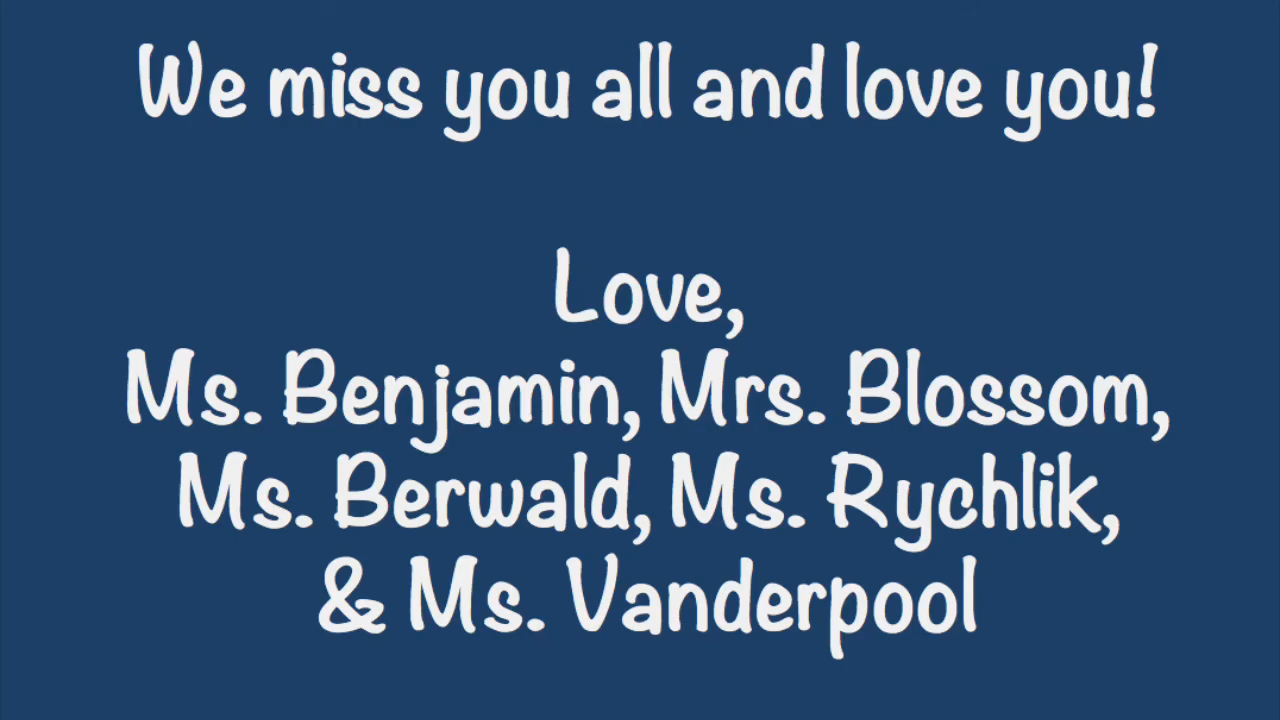 We miss you all and love you!
Love,
Ms. Benjamin, Mrs. Blossom,
Ms. Berwald, Ms. Rychlik,
& Ms. Vanderpool